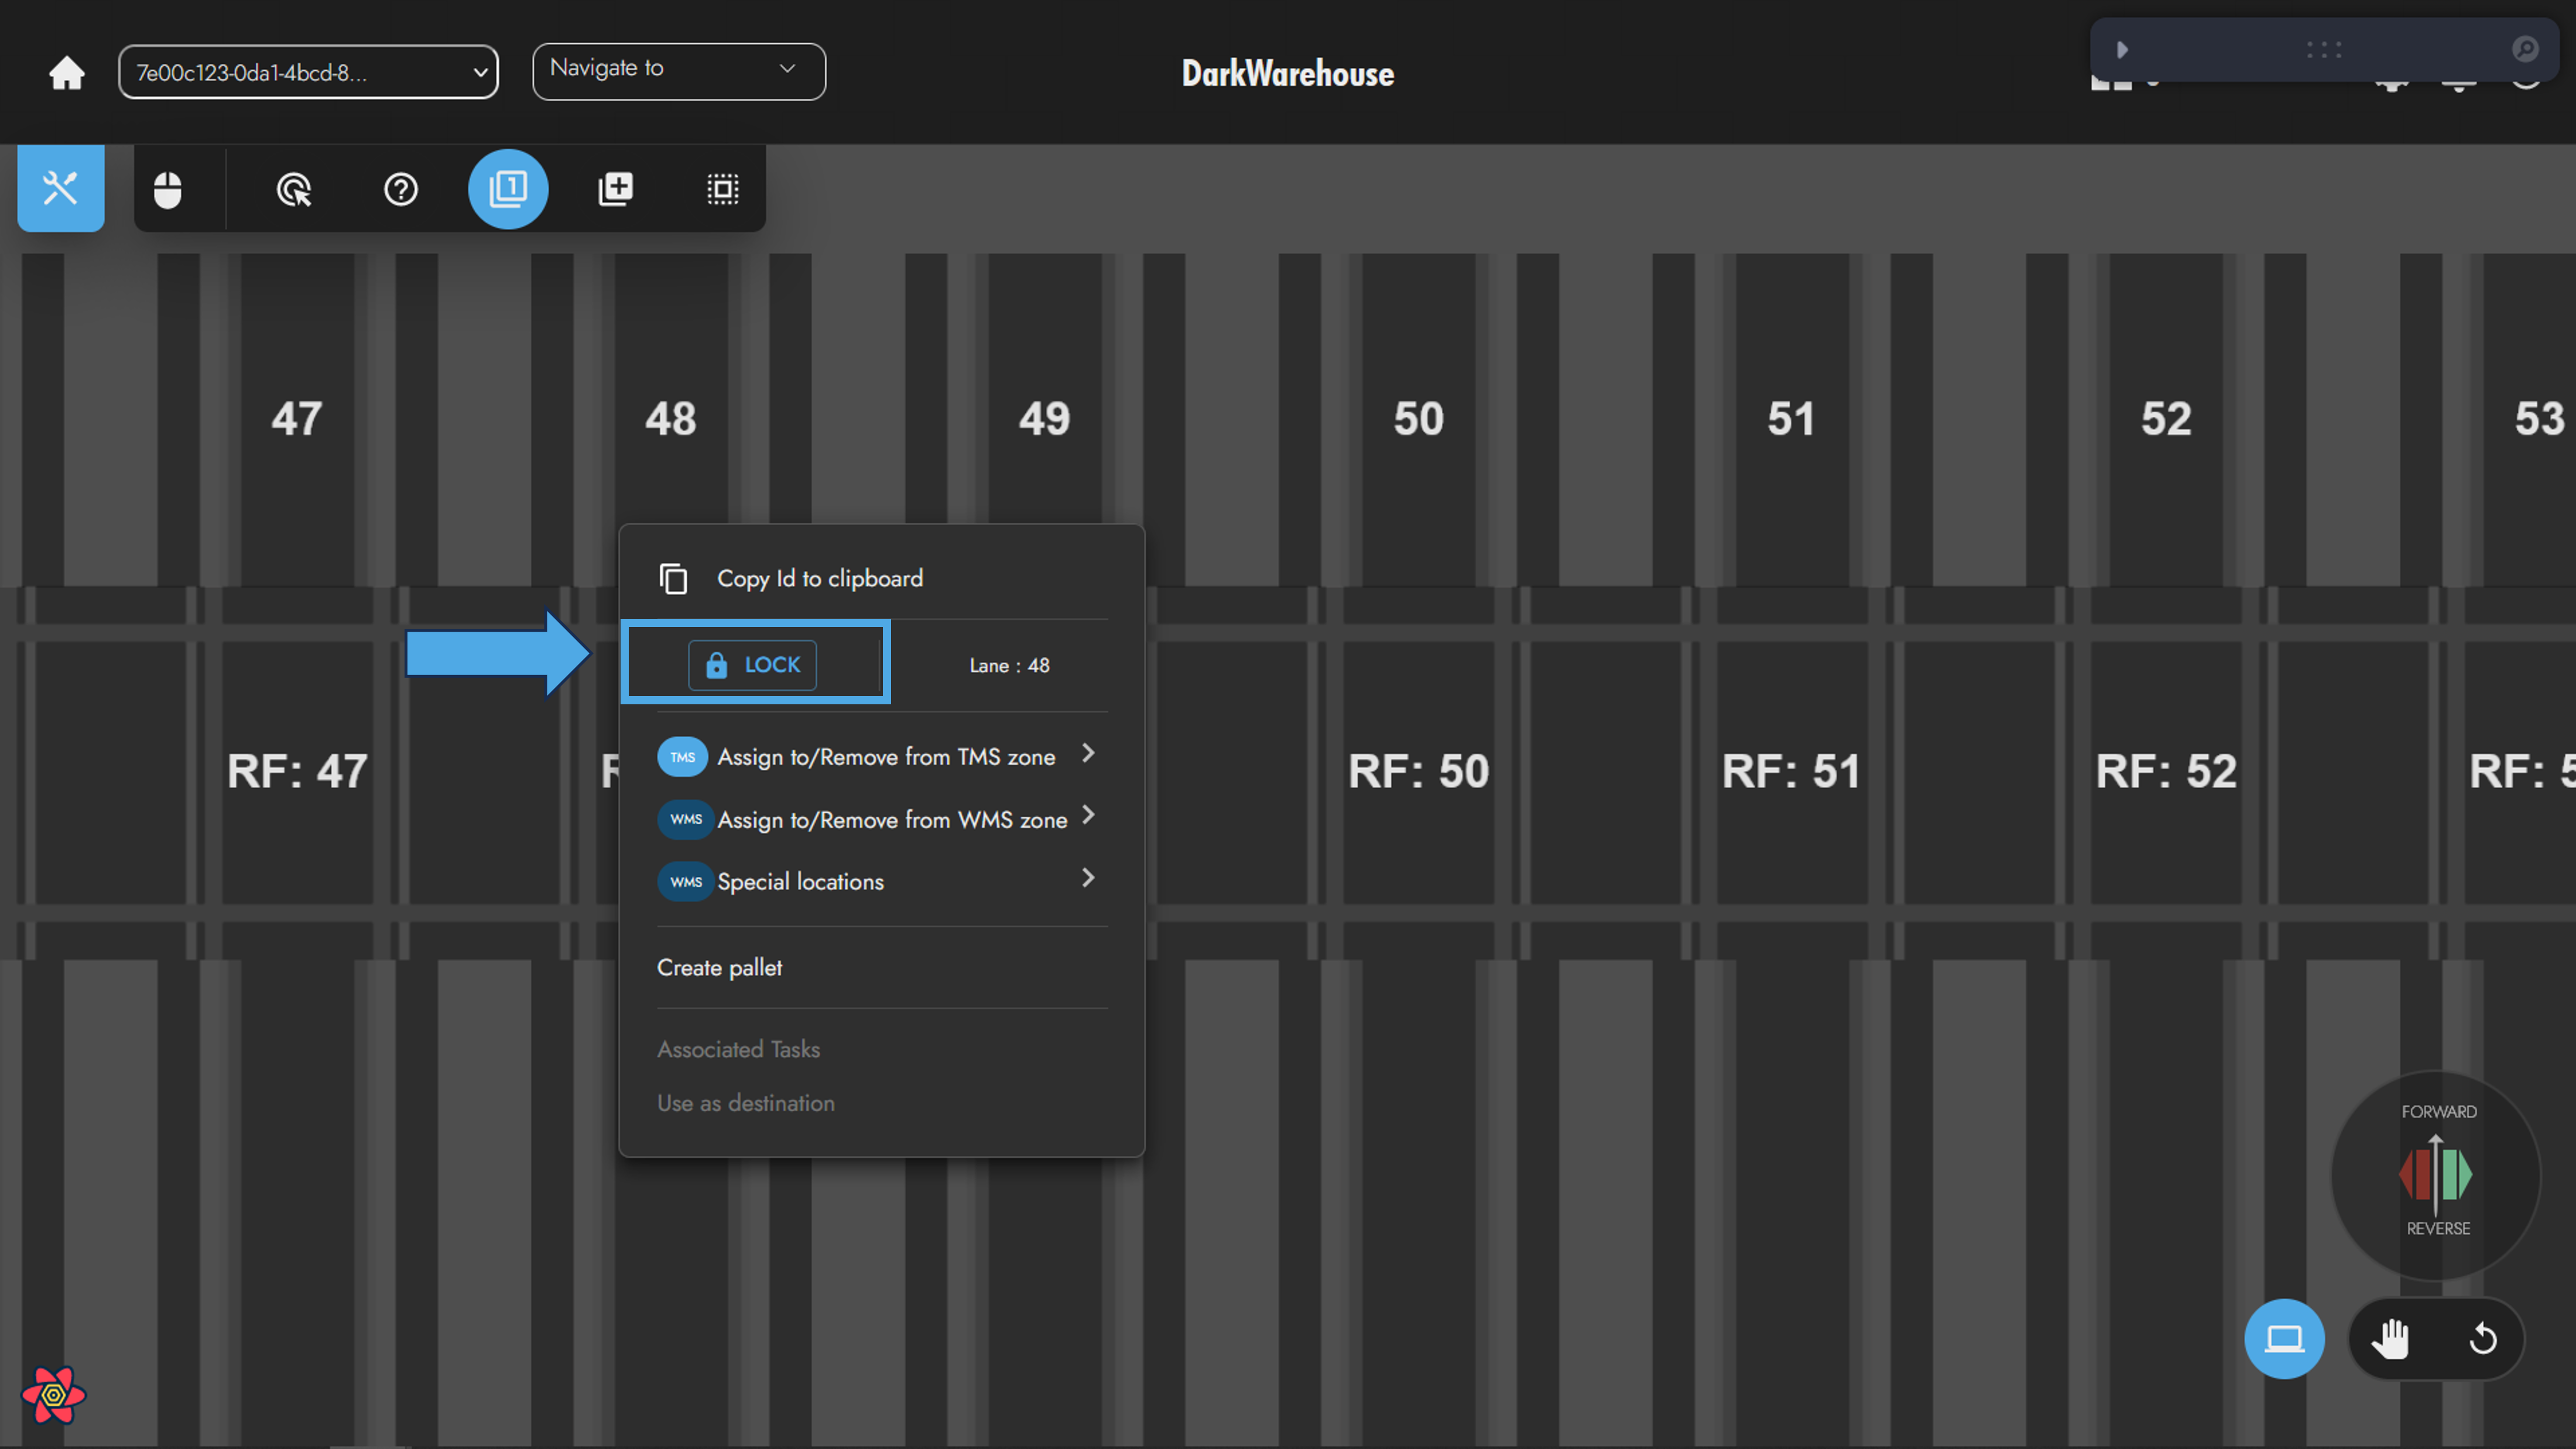 7e00c123-0da1-4bcd-8...
Navigate to
DarkWarehouse
1
47
48
49
50
51
52
53
Copy Id to clipboard
LOCK
Lane : 48
TMS Assign to/Remove from TMS zone
WMS Assign to/Remove from WMS zone
WMS Special locations
Create pallet
Associated Tasks
Use as destination
RF: 47
RF: 50
RF: 51
RF: 52
RF:
FORWARD
REVERSE